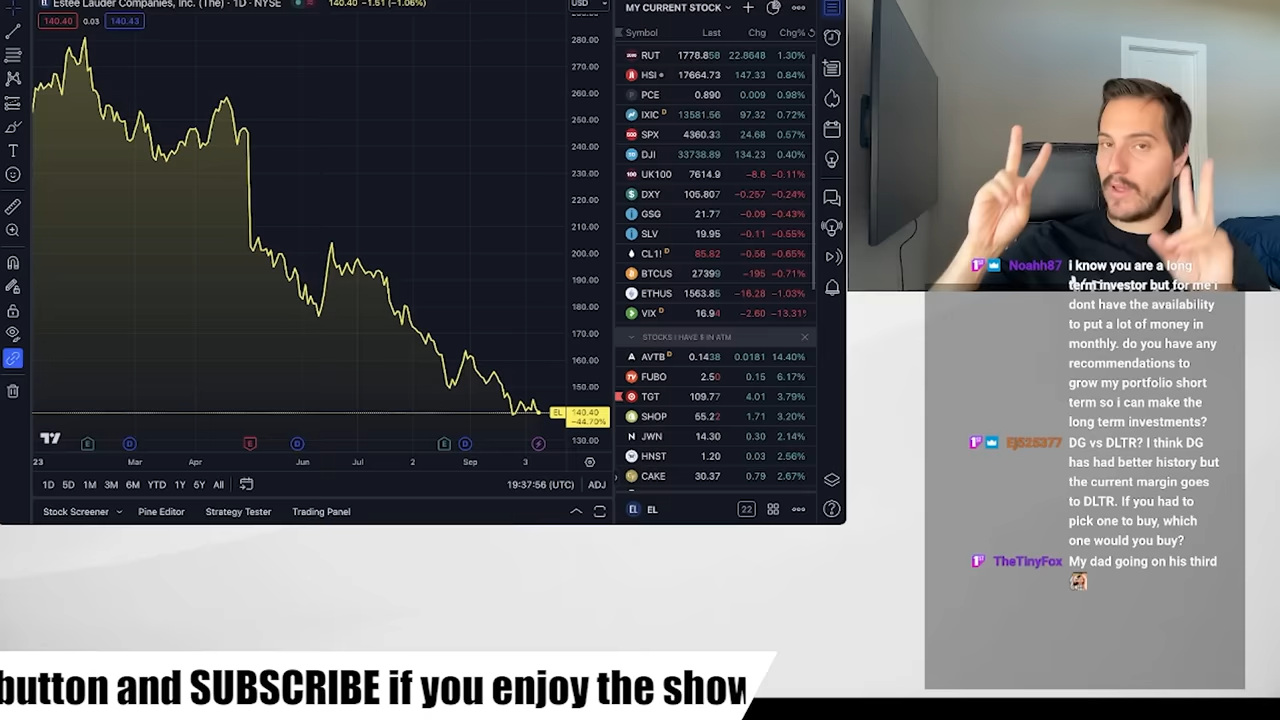 Estee Lauder Companies, Inc. (The) · 1D · NYSE
140.40 −1.51 (−1.06%)
140.40 0.03 140.43
USD
280.00
270.00
260.00
250.00
240.00
230.00
220.00
210.00
200.00
190.00
180.00
170.00
160.00
150.00
EL 140.40
−44.70%
130.00
23 Mar Apr Jun Jul 2 Sep 3
1D 5D 1M 3M 6M YTD 1Y 5Y All
19:37:56 (UTC) ADJ
Stock Screener Pine Editor Strategy Tester Trading Panel
MY CURRENT STOCK
Symbol Last Chg Chg%
RUT 1778.858 22.8648 1.30%
HSI 17664.73 147.33 0.84%
PCE 0.890 0.009 0.98%
IXIC D 13581.56 97.32 0.72%
SPX 4360.33 24.68 0.57%
DJI 33738.89 134.23 0.40%
UK100 7614.9 −8.6 −0.11%
DXY 105.807 −0.257 −0.24%
GSG 21.77 −0.09 −0.43%
SLV 19.95 −0.11 −0.55%
CL1! D 85.82 −0.56 −0.65%
BTCUS 27399 −195 −0.71%
ETHUS 1563.85 −16.28 −1.03%
VIX D 16.94 −2.60 −13.31%
STOCKS I HAVE $ IN ATM
AVTB D 0.1438 0.0181 14.40%
FUBO 2.50 0.15 6.17%
TGT 109.77 4.01 3.79%
SHOP 55.22 1.71 3.20%
JWN 14.30 0.30 2.14%
HNST 1.20 0.03 2.56%
CAKE 30.37 0.79 2.67%
EL 22
Noahh87 i know you are a long
term investor but for me i
dont have the availability
to put a lot of money in
monthly. do you have any
recommendations to
grow my portfolio short
term so i can make the
long term investments?
Ej525377 DG vs DLTR? I think DG
has had better history but
the current margin goes
to DLTR. If you had to
pick one to buy, which
one would you buy?
TheTinyFox My dad going on his third
button and SUBSCRIBE if you enjoy the show